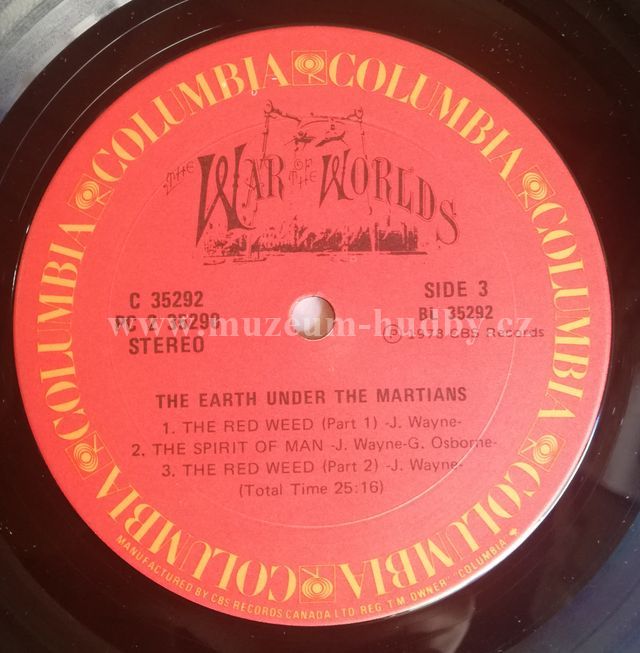 COLUMBIA COLUMBIA COLUMBIA COLUMBIA COLUMBIA COLUMBIA COLUMBIA COLUMBIA
THE WAR OF THE WORLDS
C 35292
PC 2 35290
STEREO
SIDE 3
BL 35292
Ⓟ 1978 CBS Records
www.muzeum-hudby.cz
THE EARTH UNDER THE MARTIANS
1. THE RED WEED (Part 1) -J. Wayne-
2. THE SPIRIT OF MAN -J. Wayne-G. Osborne-
3. THE RED WEED (Part 2) -J. Wayne-
(Total Time 25:16)
MANUFACTURED BY CBS RECORDS CANADA LTD. REG. T.M. OWNER "COLUMBIA"